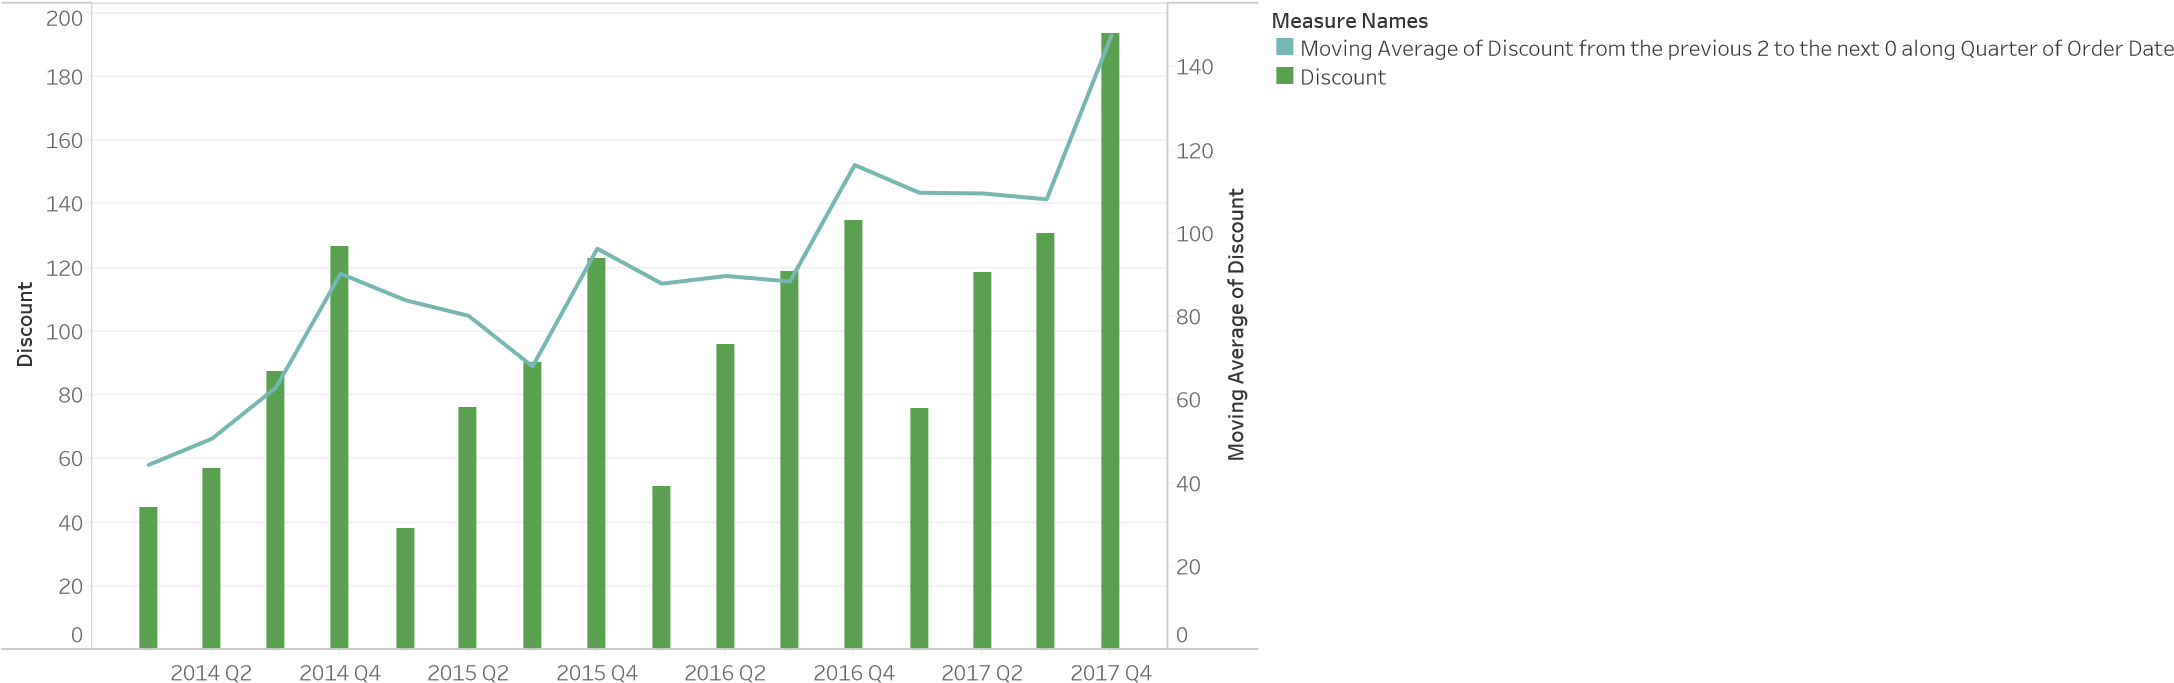 Measure Names
Moving Average of Discount from the previous 2 to the next 0 along Quarter of Order Date
Discount
Discount
200
180
160
140
120
100
80
60
40
20
0
Moving Average of Discount
140
120
100
80
60
40
20
0
2014 Q2
2014 Q4
2015 Q2
2015 Q4
2016 Q2
2016 Q4
2017 Q2
2017 Q4